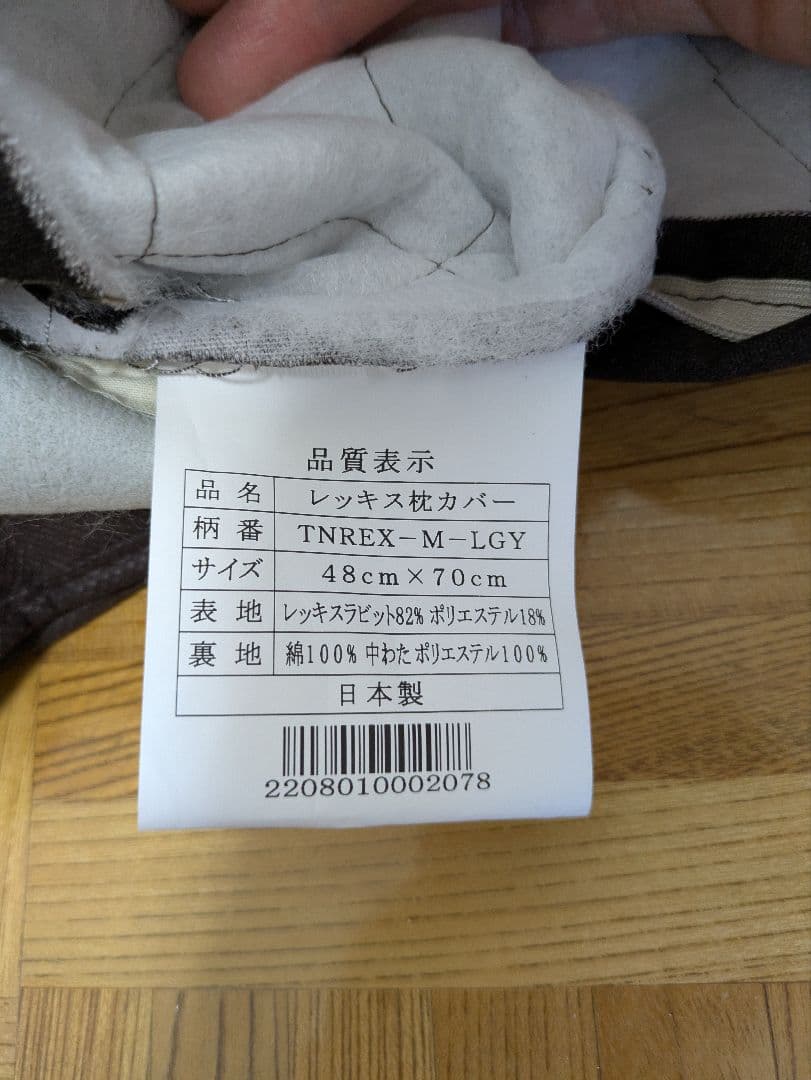 品質表示
品名 レッキス枕カバー
柄番 TNREX-M-LGY
サイズ 48cm×70cm
表地 レッキスラビット82% ポリエステル18%
裏地 綿100% 中わたポリエステル100%
日本製
2208010002078